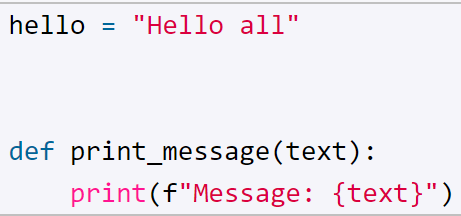 hello = "Hello all"
def print_message(text):
    print(f"Message: {text}")